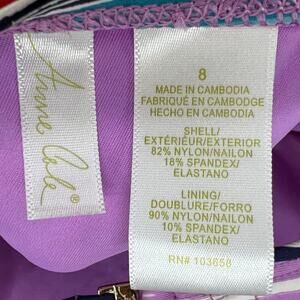 Anne Cole®
8
MADE IN CAMBODIA
FABRIQUÉ EN CAMBODGE
HECHO EN CAMBODIA
SHELL/
EXTÉRIEUR/EXTERIOR
82% NYLON/NAILON
18% SPANDEX/
ELASTANO
LINING/
DOUBLURE/FORRO
90% NYLON/NAILON
10% SPANDEX/
ELASTANO
RN# 103658